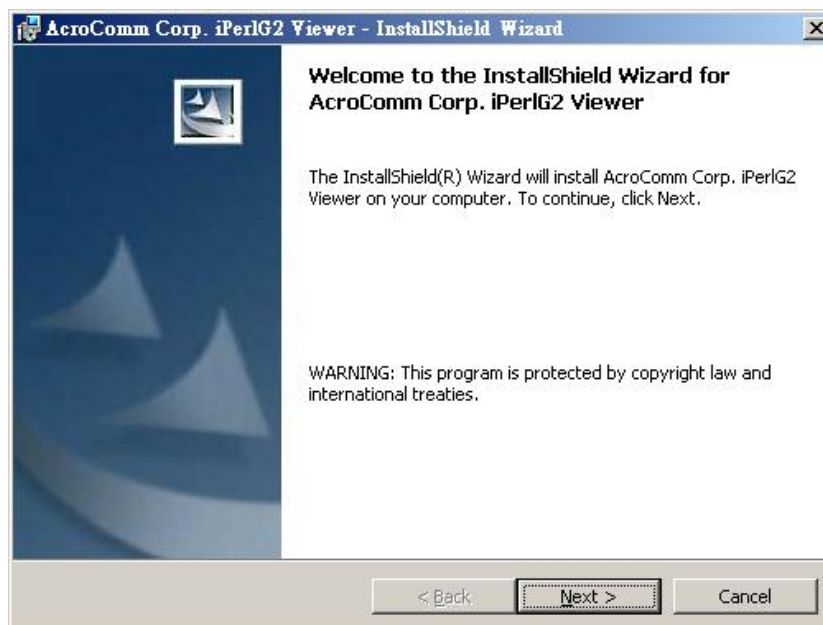 AcroComm Corp. iPerlG2 Viewer - InstallShield Wizard
Welcome to the InstallShield Wizard for
AcroComm Corp. iPerlG2 Viewer
The InstallShield(R) Wizard will install AcroComm Corp. iPerlG2
Viewer on your computer. To continue, click Next.
WARNING: This program is protected by copyright law and
international treaties.
< Back
Next >
Cancel